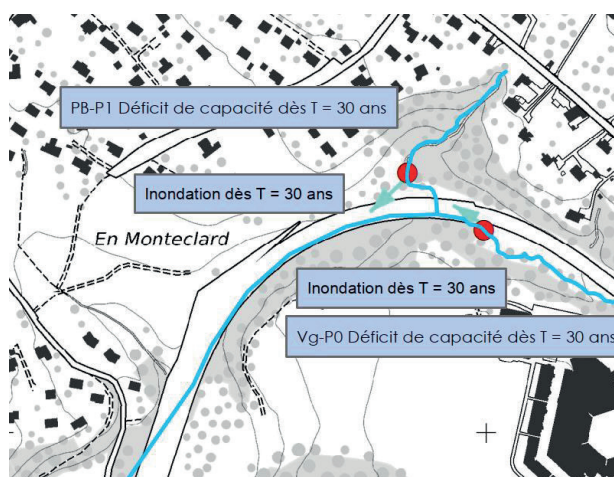 PB-P1 Déficit de capacité dès T = 30 ans
Inondation dès T = 30 ans
En Monteclard
Inondation dès T = 30 ans
Vg-P0 Déficit de capacité dès T = 30 ans